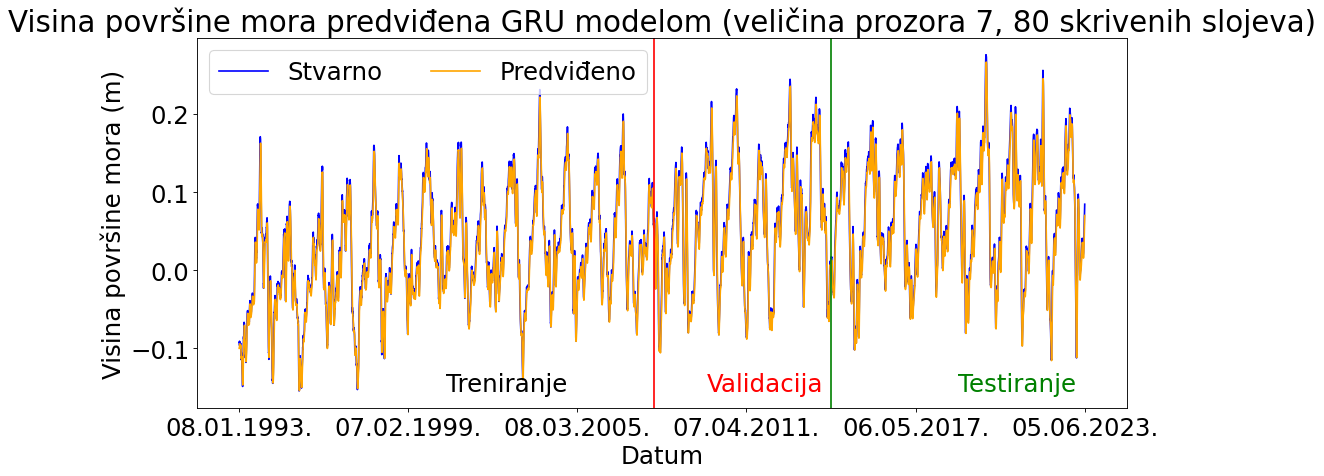 Visina površine mora predviđena GRU modelom (veličina prozora 7, 80 skrivenih slojeva)
Stvarno Predviđeno
Visina površine mora (m)
0.2
0.1
0.0
−0.1
Treniranje Validacija Testiranje
08.01.1993. 07.02.1999. 08.03.2005. 07.04.2011. 06.05.2017. 05.06.2023.
Datum